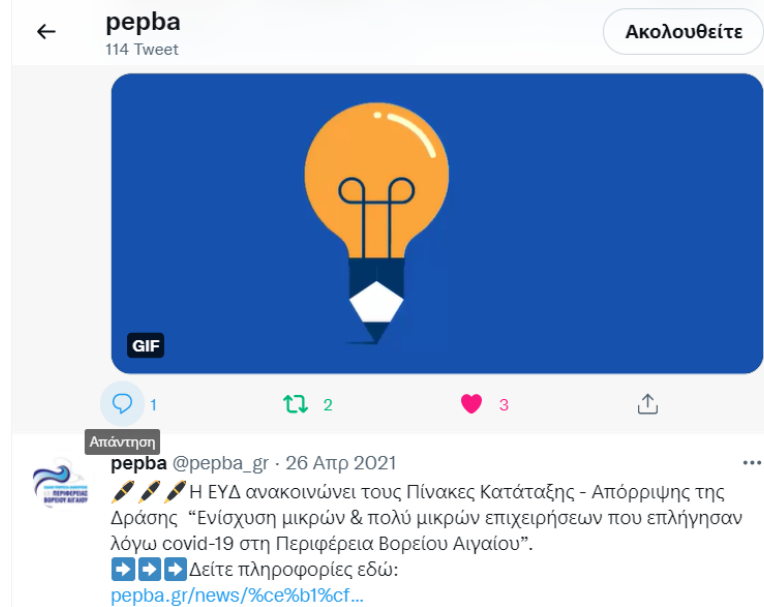 pepba
114 Tweet
Ακολουθείτε
GIF
1
2
3
Απάντηση
pepba @pepba_gr · 26 Απρ 2021
Η ΕΥΔ ανακοινώνει τους Πίνακες Κατάταξης - Απόρριψης της
Δράσης “Ενίσχυση μικρών & πολύ μικρών επιχειρήσεων που επλήγησαν
λόγω covid-19 στη Περιφέρεια Βορείου Αιγαίου”.
➡️➡️➡️Δείτε πληροφορίες εδώ:
pepba.gr/news/%ce%b1%cf...
ΠΕΡΙΦΕΡΕΙΑΣ
ΒΟΡΕΙΟΥ ΑΙΓΑΙΟΥ